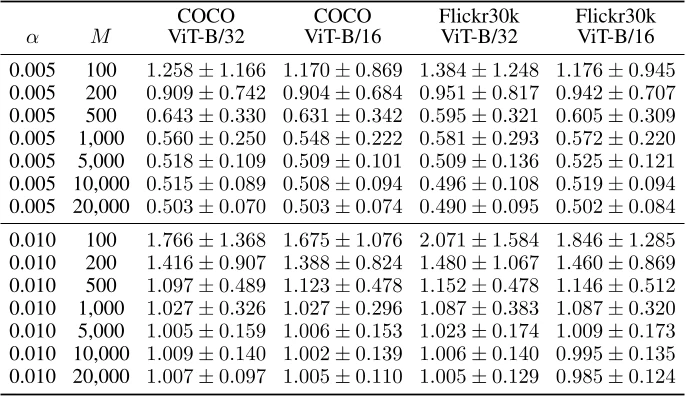 COCO COCO Flickr30k Flickr30k
α M ViT-B/32 ViT-B/16 ViT-B/32 ViT-B/16
0.005 100 1.258 ± 1.166 1.170 ± 0.869 1.384 ± 1.248 1.176 ± 0.945
0.005 200 0.909 ± 0.742 0.904 ± 0.684 0.951 ± 0.817 0.942 ± 0.707
0.005 500 0.643 ± 0.330 0.631 ± 0.342 0.595 ± 0.321 0.605 ± 0.309
0.005 1,000 0.560 ± 0.250 0.548 ± 0.222 0.581 ± 0.293 0.572 ± 0.220
0.005 5,000 0.518 ± 0.109 0.509 ± 0.101 0.509 ± 0.136 0.525 ± 0.121
0.005 10,000 0.515 ± 0.089 0.508 ± 0.094 0.496 ± 0.108 0.519 ± 0.094
0.005 20,000 0.503 ± 0.070 0.503 ± 0.074 0.490 ± 0.095 0.502 ± 0.084
0.010 100 1.766 ± 1.368 1.675 ± 1.076 2.071 ± 1.584 1.846 ± 1.285
0.010 200 1.416 ± 0.907 1.388 ± 0.824 1.480 ± 1.067 1.460 ± 0.869
0.010 500 1.097 ± 0.489 1.123 ± 0.478 1.152 ± 0.478 1.146 ± 0.512
0.010 1,000 1.027 ± 0.326 1.027 ± 0.296 1.087 ± 0.383 1.087 ± 0.320
0.010 5,000 1.005 ± 0.159 1.006 ± 0.153 1.023 ± 0.174 1.009 ± 0.173
0.010 10,000 1.009 ± 0.140 1.002 ± 0.139 1.006 ± 0.140 0.995 ± 0.135
0.010 20,000 1.007 ± 0.097 1.005 ± 0.110 1.005 ± 0.129 0.985 ± 0.124